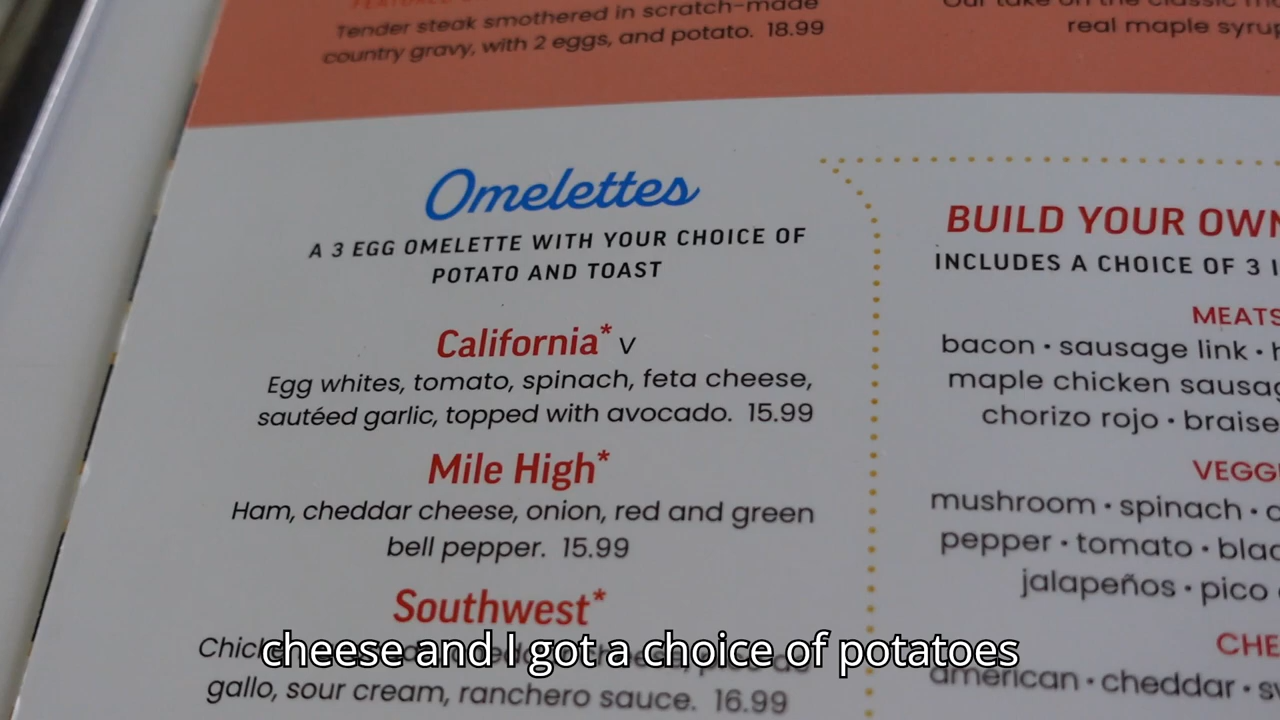 Tender steak smothered in scratch-made
country gravy, with 2 eggs, and potato. 18.99
real maple syrup
Omelettes
A 3 EGG OMELETTE WITH YOUR CHOICE OF
POTATO AND TOAST
California* V
Egg whites, tomato, spinach, feta cheese,
sautéed garlic, topped with avocado. 15.99
Mile High*
Ham, cheddar cheese, onion, red and green
bell pepper. 15.99
Southwest*
gallo, sour cream, ranchero sauce. 16.99
BUILD YOUR OWN
INCLUDES A CHOICE OF 3
MEATS
bacon • sausage link •
maple chicken
chorizo rojo •
mushroom • spinach •
pepper • tomato •
jalapeños • pico
american • cheddar •
cheese and I got a choice of potatoes